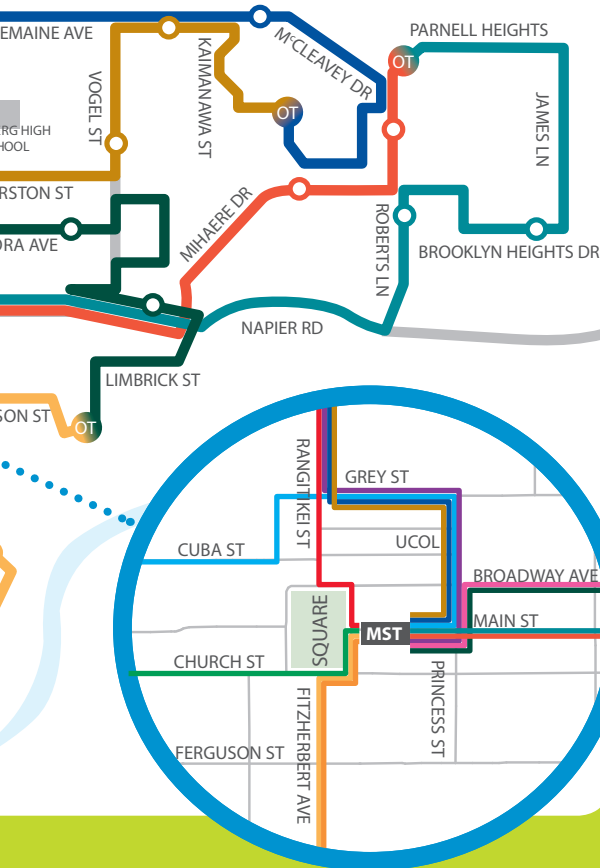 EMAINE AVE
McCLEAVEY DR
PARNELL HEIGHTS
KAIMANAWA ST
OT
VOGEL ST
JAMES LN
OT
RG HIGH
HOOL
RSTON ST
MIHAERE DR
ROBERTS LN
ORA AVE
BROOKLYN HEIGHTS DR
NAPIER RD
LIMBRICK ST
SON ST
OT
RANGITIKEI ST
GREY ST
CUBA ST
UCOL
BROADWAY AVE
SQUARE
MST
MAIN ST
CHURCH ST
PRINCESS ST
FITZHERBERT AVE
FERGUSON ST